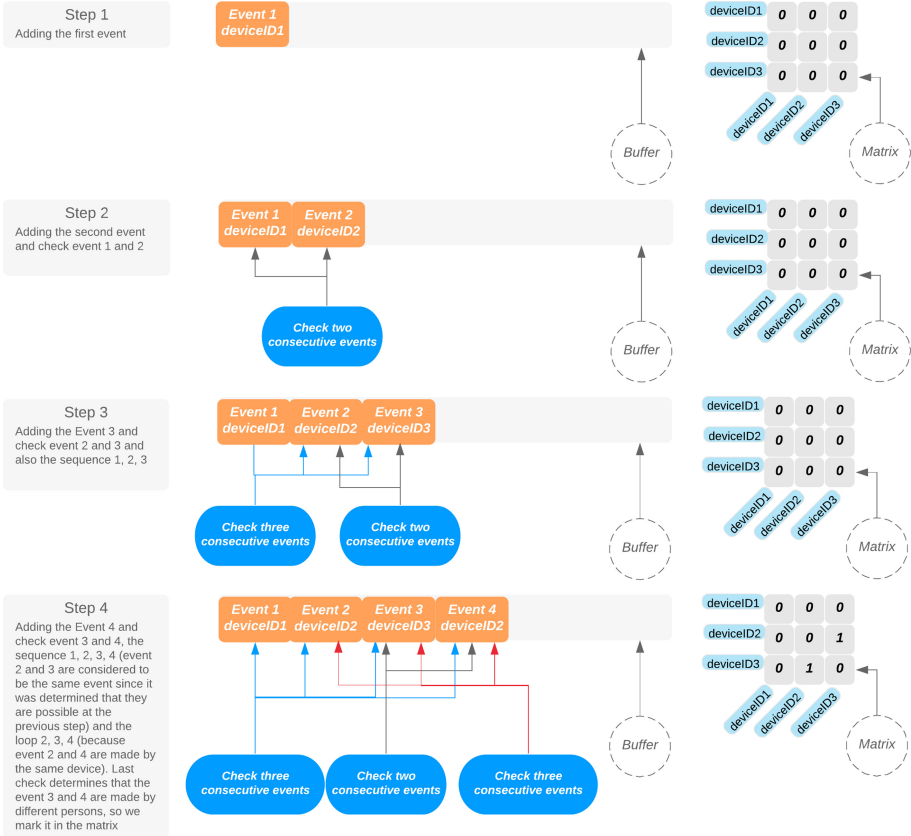 Step 1
Adding the first event
Event 1
deviceID1
Buffer
deviceID1 0 0 0
deviceID2 0 0 0
deviceID3 0 0 0
deviceID1 deviceID2 deviceID3
Matrix
Step 2
Adding the second event
and check event 1 and 2
Event 1 Event 2
deviceID1 deviceID2
Check two
consecutive events
Buffer
deviceID1 0 0 0
deviceID2 0 0 0
deviceID3 0 0 0
deviceID1 deviceID2 deviceID3
Matrix
Step 3
Adding the Event 3 and
check event 2 and 3 and
also the sequence 1, 2, 3
Event 1 Event 2 Event 3
deviceID1 deviceID2 deviceID3
Check three
consecutive events
Check two
consecutive events
Buffer
deviceID1 0 0 0
deviceID2 0 0 0
deviceID3 0 0 0
deviceID1 deviceID2 deviceID3
Matrix
Step 4
Adding the Event 4 and
check event 3 and 4, the
sequence 1, 2, 3, 4 (event
2 and 3 are considered to
be the same event since it
was determined that they
are possible at the
previous step) and the
loop 2, 3, 4 (because
event 2 and 4 are made by
the same device). Last
check determines that the
event 3 and 4 are made by
different persons, so we
mark it in the matrix
Event 1 Event 2 Event 3 Event 4
deviceID1 deviceID2 deviceID3 deviceID2
Check three
consecutive events
Check two
consecutive events
Check three
consecutive events
Buffer
deviceID1 0 0 0
deviceID2 0 0 1
deviceID3 0 1 0
deviceID1 deviceID2 deviceID3
Matrix